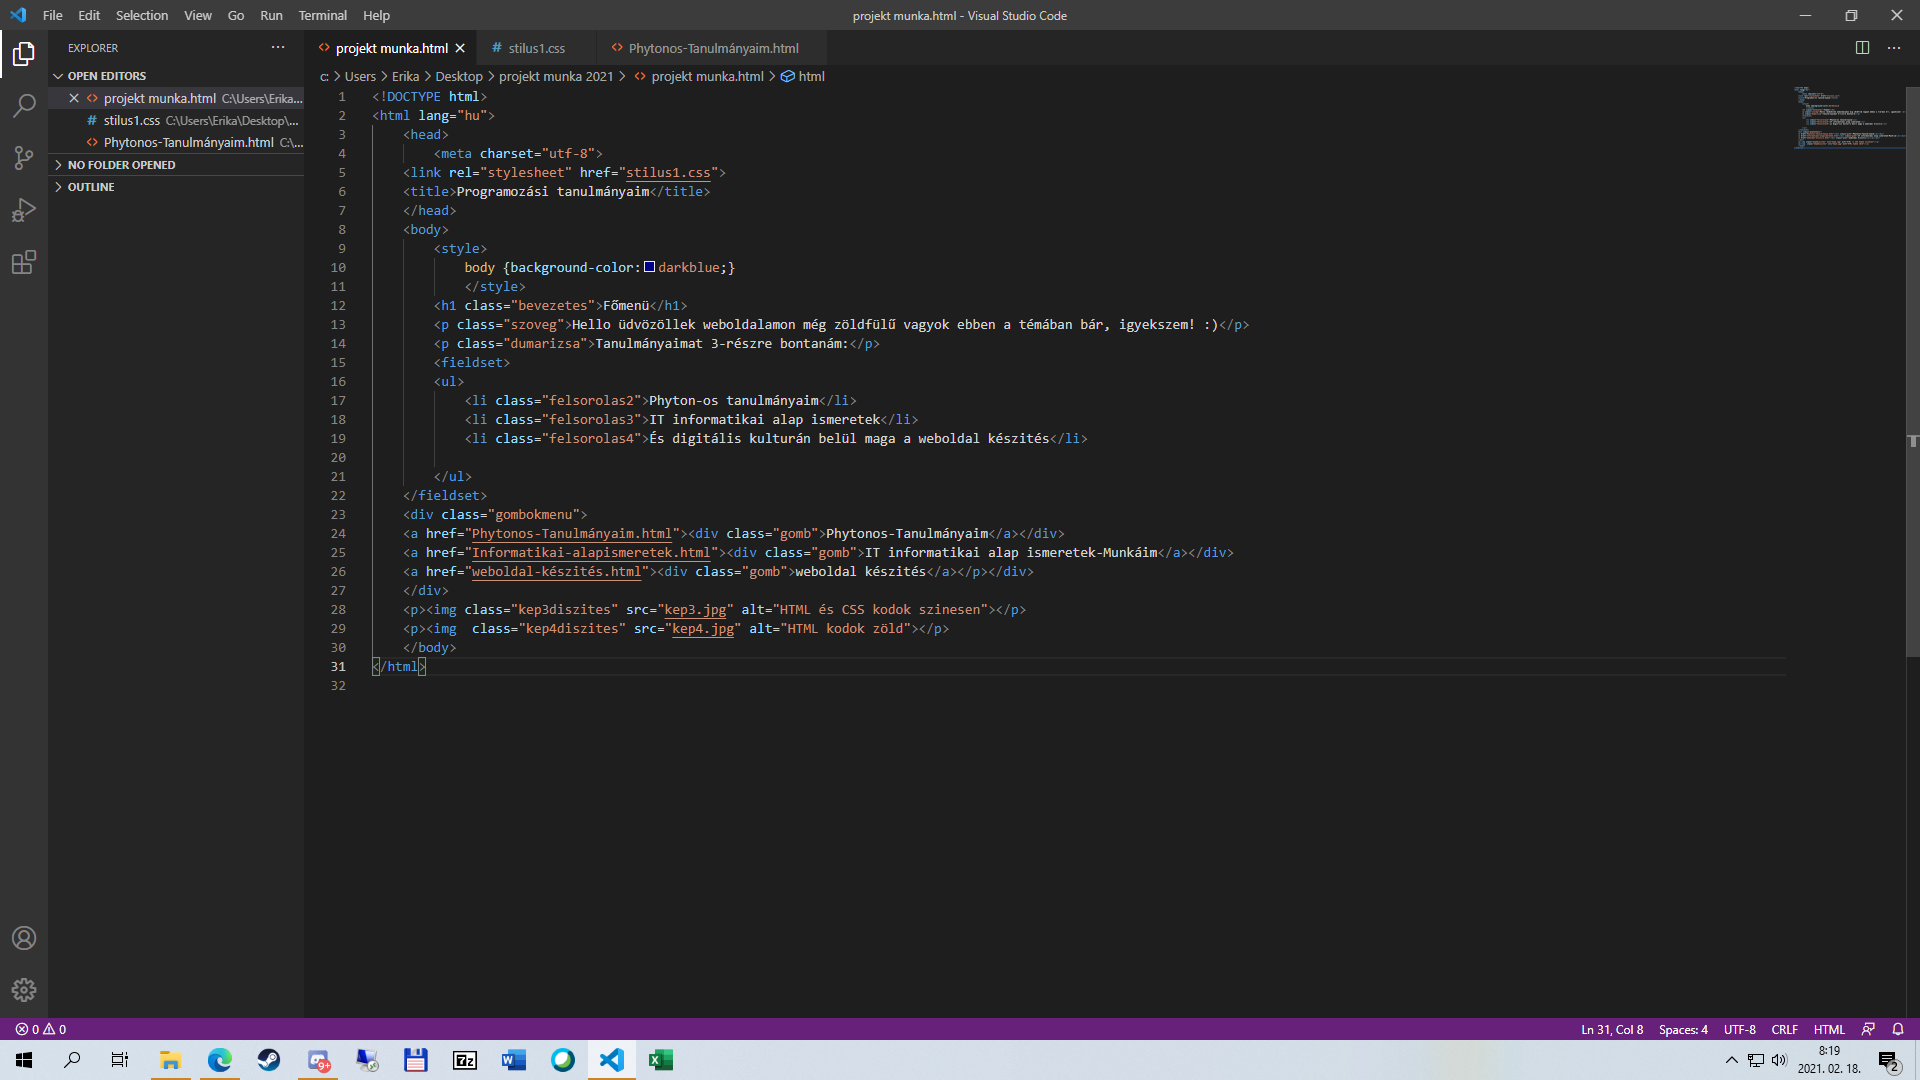 File Edit Selection View Go Run Terminal Help
projekt munka.html - Visual Studio Code
EXPLORER
projekt munka.html
# stilus1.css
Phytonos-Tanulmányaim.html
OPEN EDITORS
projekt munka.html C:\Users\Erika...
# stilus1.css C:\Users\Erika\Desktop\...
Phytonos-Tanulmányaim.html C:\...
NO FOLDER OPENED
OUTLINE
c: > Users > Erika > Desktop > projekt munka 2021 > projekt munka.html > html
1 <!DOCTYPE html>
2 <html lang="hu">
3 <head>
4 <meta charset="utf-8">
5 <link rel="stylesheet" href="stilus1.css">
6 <title>Programozási tanulmányaim</title>
7 </head>
8 <body>
9 <style>
10 body {background-color: darkblue;}
11 </style>
12 <h1 class="bevezetes">Főmenü</h1>
13 <p class="szoveg">Hello üdvözöllek weboldalamon még zöldfülű vagyok ebben a témában bár, igyekszem! :)</p>
14 <p class="dumarizsa">Tanulmányaimat 3-részre bontanám:</p>
15 <fieldset>
16 <ul>
17 <li class="felsorolas2">Phyton-os tanulmányaim</li>
18 <li class="felsorolas3">IT informatikai alap ismeretek</li>
19 <li class="felsorolas4">És digitális kulturán belül maga a weboldal készités</li>
20
21 </ul>
22 </fieldset>
23 <div class="gombokmenu">
24 <a href="Phytonos-Tanulmányaim.html"><div class="gomb">Phytonos-Tanulmányaim</a></div>
25 <a href="Informatikai-alapismeretek.html"><div class="gomb">IT informatikai alap ismeretek-Munkáim</a></div>
26 <a href="weboldal-készités.html"><div class="gomb">weboldal készités</a></p></div>
27 </div>
28 <p><img class="kep3diszites" src="kep3.jpg" alt="HTML és CSS kodok szinesen"></p>
29 <p><img  class="kep4diszites" src="kep4.jpg" alt="HTML kodok zöld"></p>
30 </body>
31 </html>
32
0 0
Ln 31, Col 8 Spaces: 4 UTF-8 CRLF HTML
9+
7z
8:19
2021. 02. 18.
2